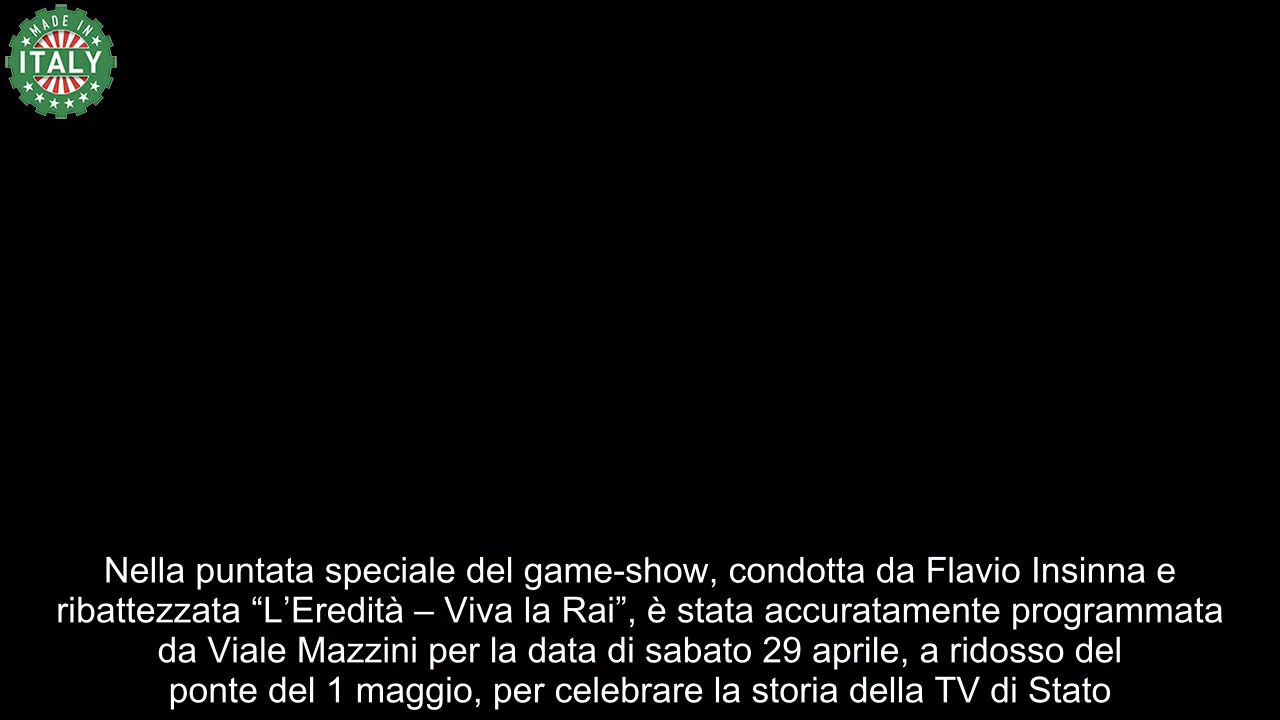 MADE IN
ITALY
Nella puntata speciale del game-show, condotta da Flavio Insinna e
ribattezzata “L’Eredità – Viva la Rai”, è stata accuratamente programmata
da Viale Mazzini per la data di sabato 29 aprile, a ridosso del
ponte del 1 maggio, per celebrare la storia della TV di Stato